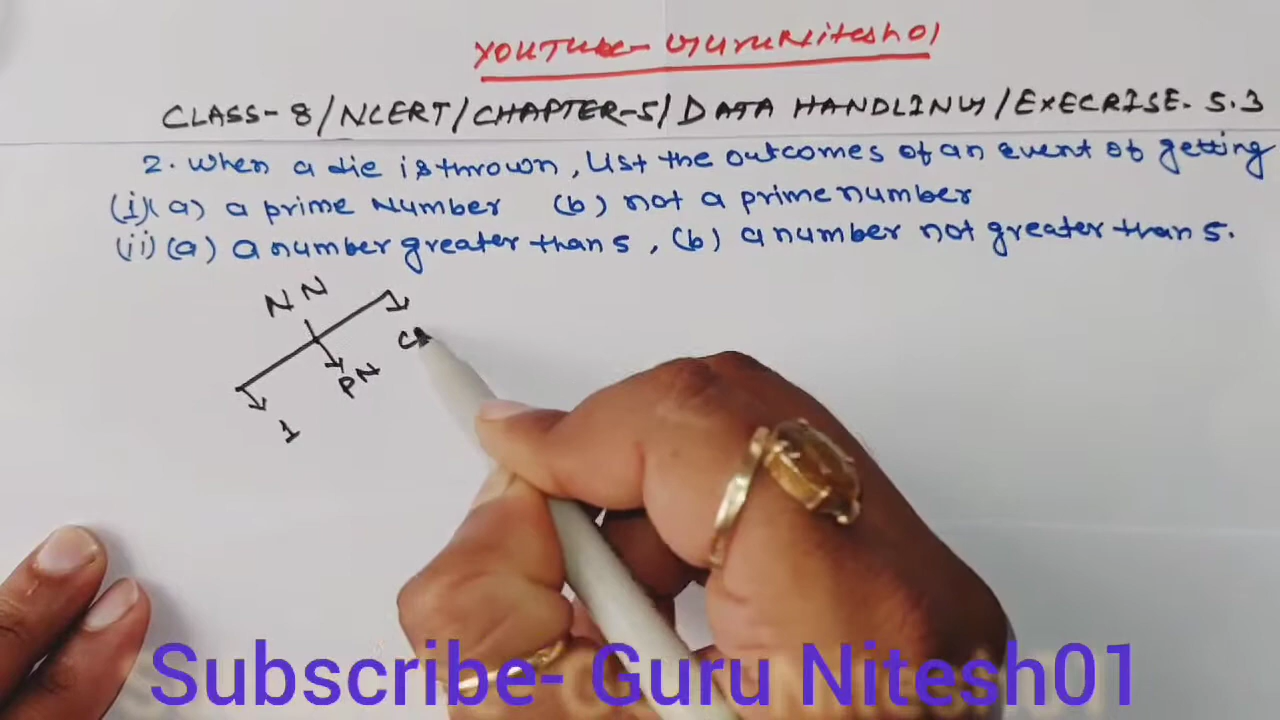 YOUTUBE- GuruNitesh01
CLASS- 8/NCERT/CHAPTER-5/DATA HANDLING/EXECRISE. 5.3
2. When a die is thrown, List the outcomes of an event of getting
(i)(a) a prime Number (b) not a prime number
(ii)(a) a number greater than 5, (b) a number not greater than 5.
N N
PN
1
Subscribe- Guru Nitesh01